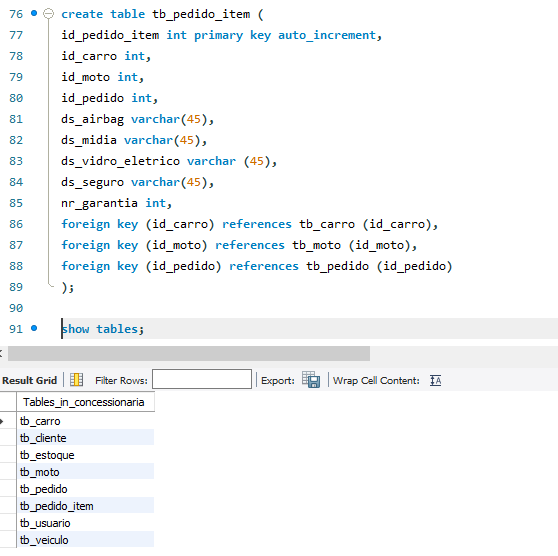 76 create table tb_pedido_item (
77 id_pedido_item int primary key auto_increment,
78 id_carro int,
79 id_moto int,
80 id_pedido int,
81 ds_airbag varchar(45),
82 ds_midia varchar(45),
83 ds_vidro_eletrico varchar (45),
84 ds_seguro varchar(45),
85 nr_garantia int,
86 foreign key (id_carro) references tb_carro (id_carro),
87 foreign key (id_moto) references tb_moto (id_moto),
88 foreign key (id_pedido) references tb_pedido (id_pedido)
89 );
90
91 show tables;
Result Grid Filter Rows: Export: Wrap Cell Content: IA
Tables_in_concessionaria
tb_carro
tb_cliente
tb_estoque
tb_moto
tb_pedido
tb_pedido_item
tb_usuario
tb_veiculo